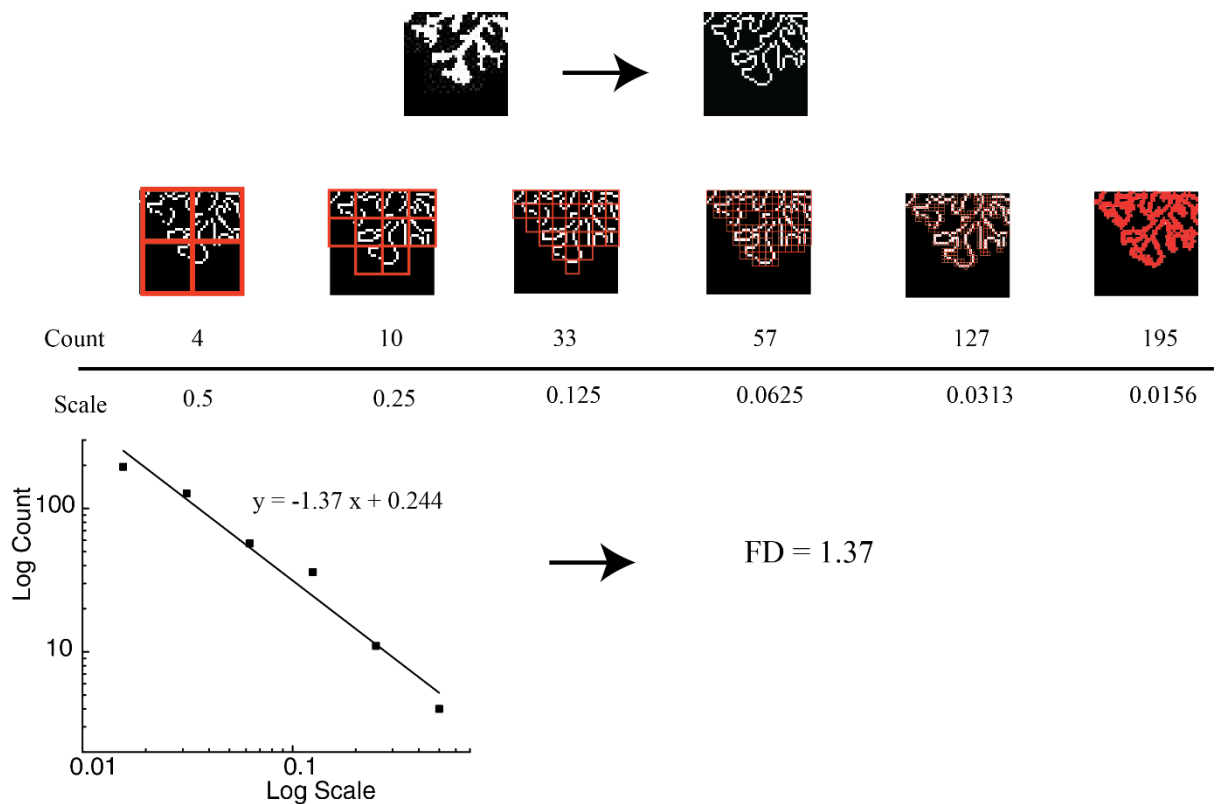 Count 4 10 33 57 127 195
Scale 0.5 0.25 0.125 0.0625 0.0313 0.0156
y = -1.37 x + 0.244
100
10
Log Count
0.01 0.1
Log Scale
FD = 1.37